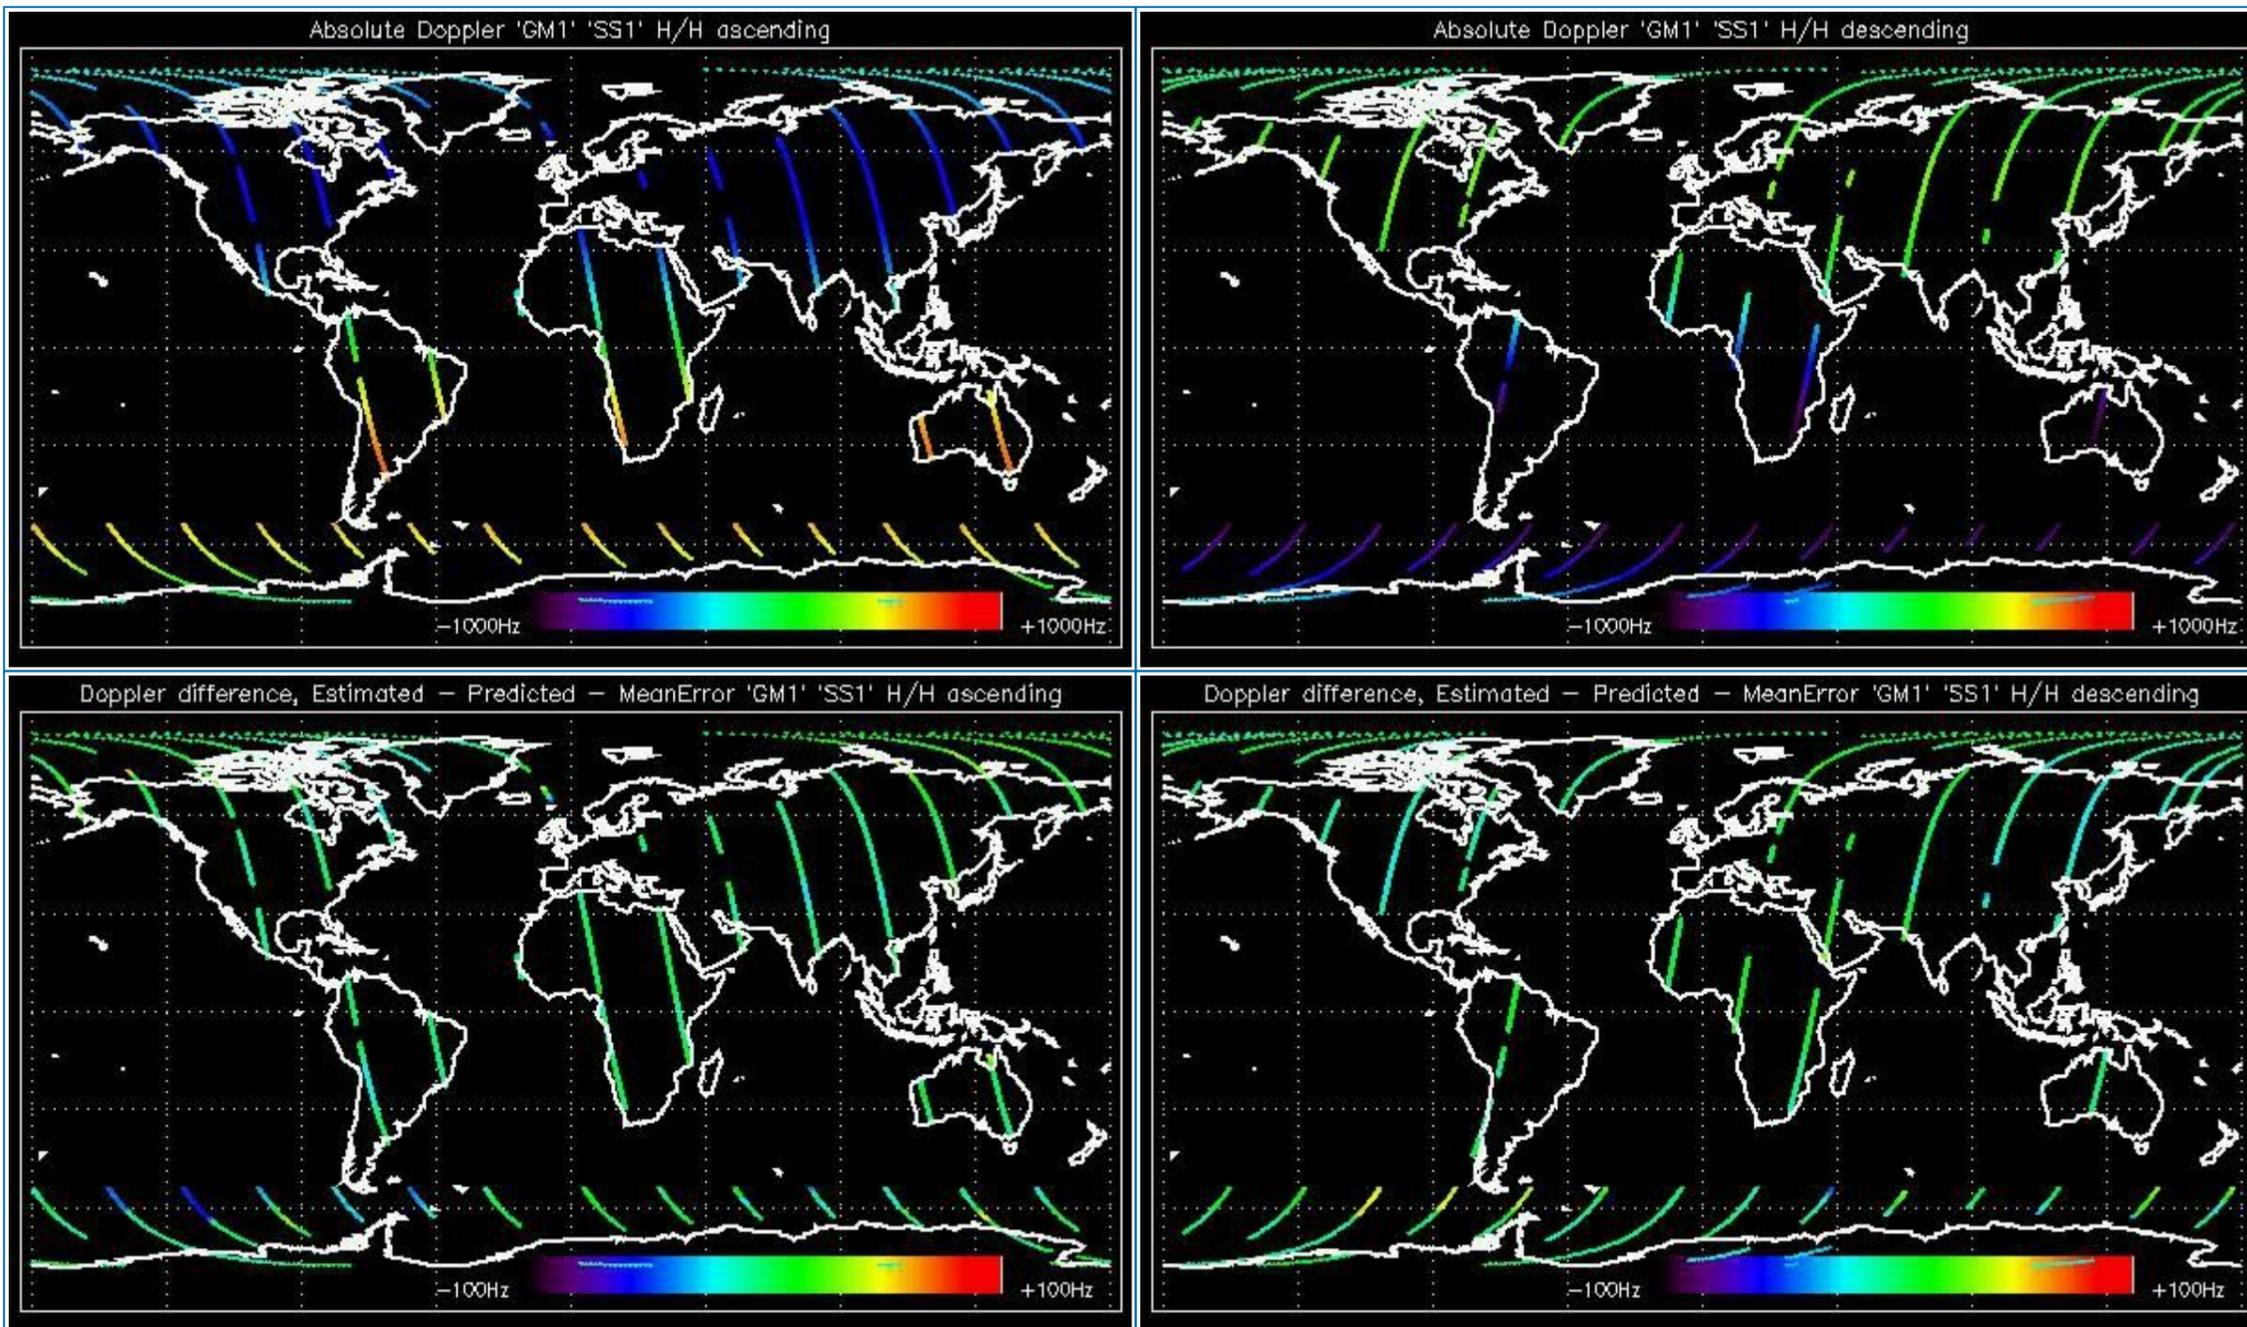 Absolute Doppler 'GM1' 'SS1' H/H ascending
−1000Hz
+1000Hz
Absolute Doppler 'GM1' 'SS1' H/H descending
−1000Hz
+1000Hz
Doppler difference, Estimated − Predicted − MeanError 'GM1' 'SS1' H/H ascending
−100Hz
+100Hz
Doppler difference, Estimated − Predicted − MeanError 'GM1' 'SS1' H/H descending
−100Hz
+100Hz